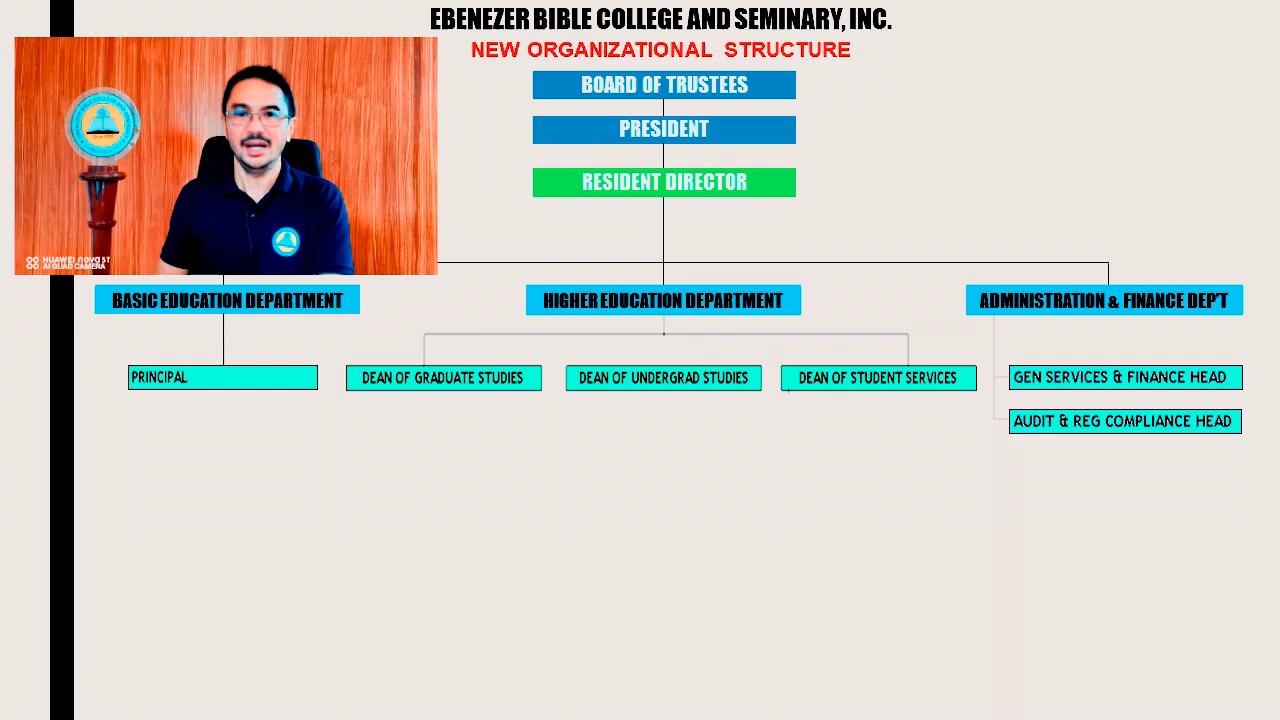 EBENEZER BIBLE COLLEGE AND SEMINARY, INC.
NEW ORGANIZATIONAL STRUCTURE
BOARD OF TRUSTEES
PRESIDENT
RESIDENT DIRECTOR
HUAWEI nova 5T
AI QUAD CAMERA
BASIC EDUCATION DEPARTMENT
HIGHER EDUCATION DEPARTMENT
ADMINISTRATION & FINANCE DEP'T
PRINCIPAL
DEAN OF GRADUATE STUDIES
DEAN OF UNDERGRAD STUDIES
DEAN OF STUDENT SERVICES
GEN SERVICES & FINANCE HEAD
AUDIT & REG COMPLIANCE HEAD